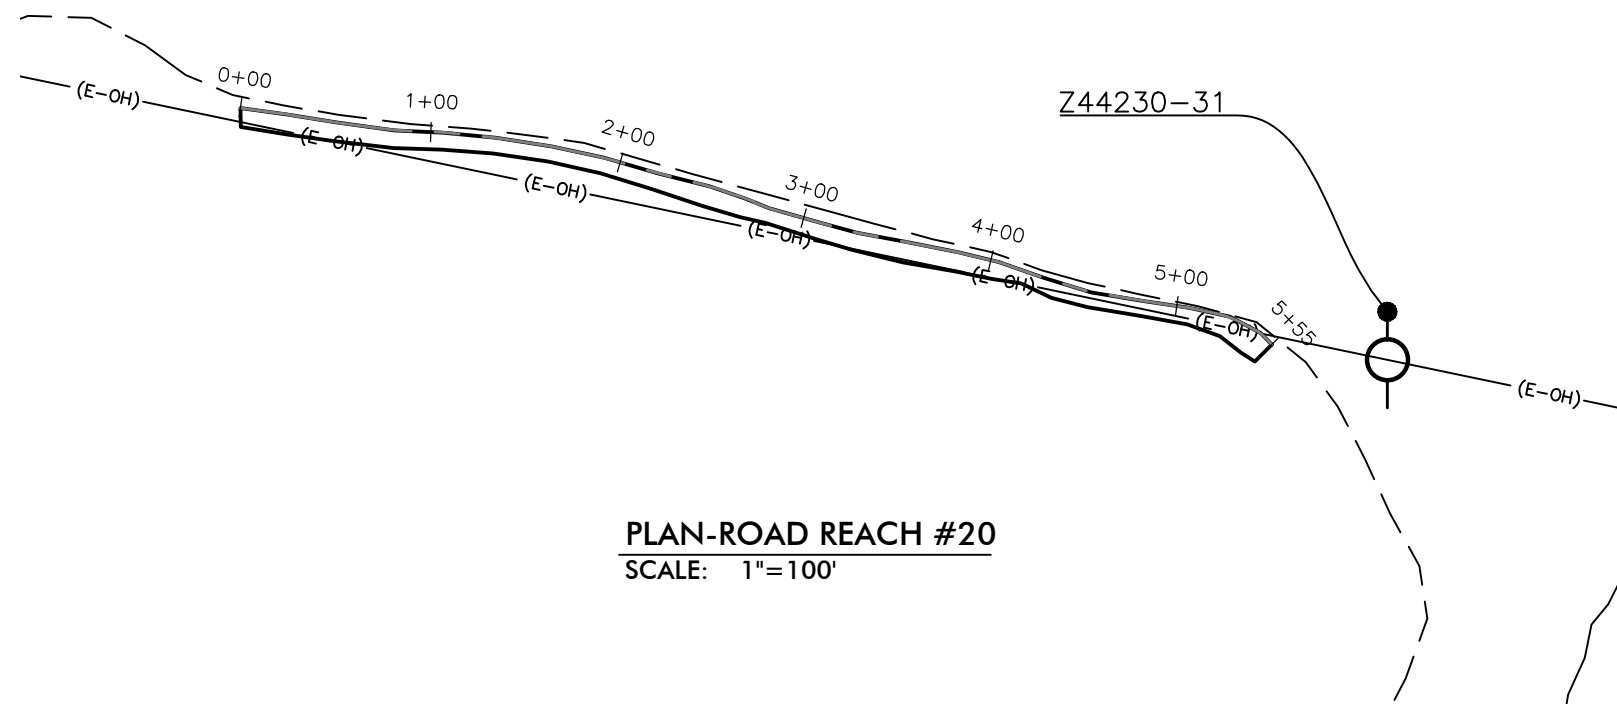 0+00
(E-OH)
1+00
Z44230-31
2+00
(E-OH)
3+00
(E-OH)
4+00
(E-OH)
5+00
(E-OH)
5+55
(E-OH)
(E-OH)
PLAN-ROAD REACH #20
SCALE: 1"=100'